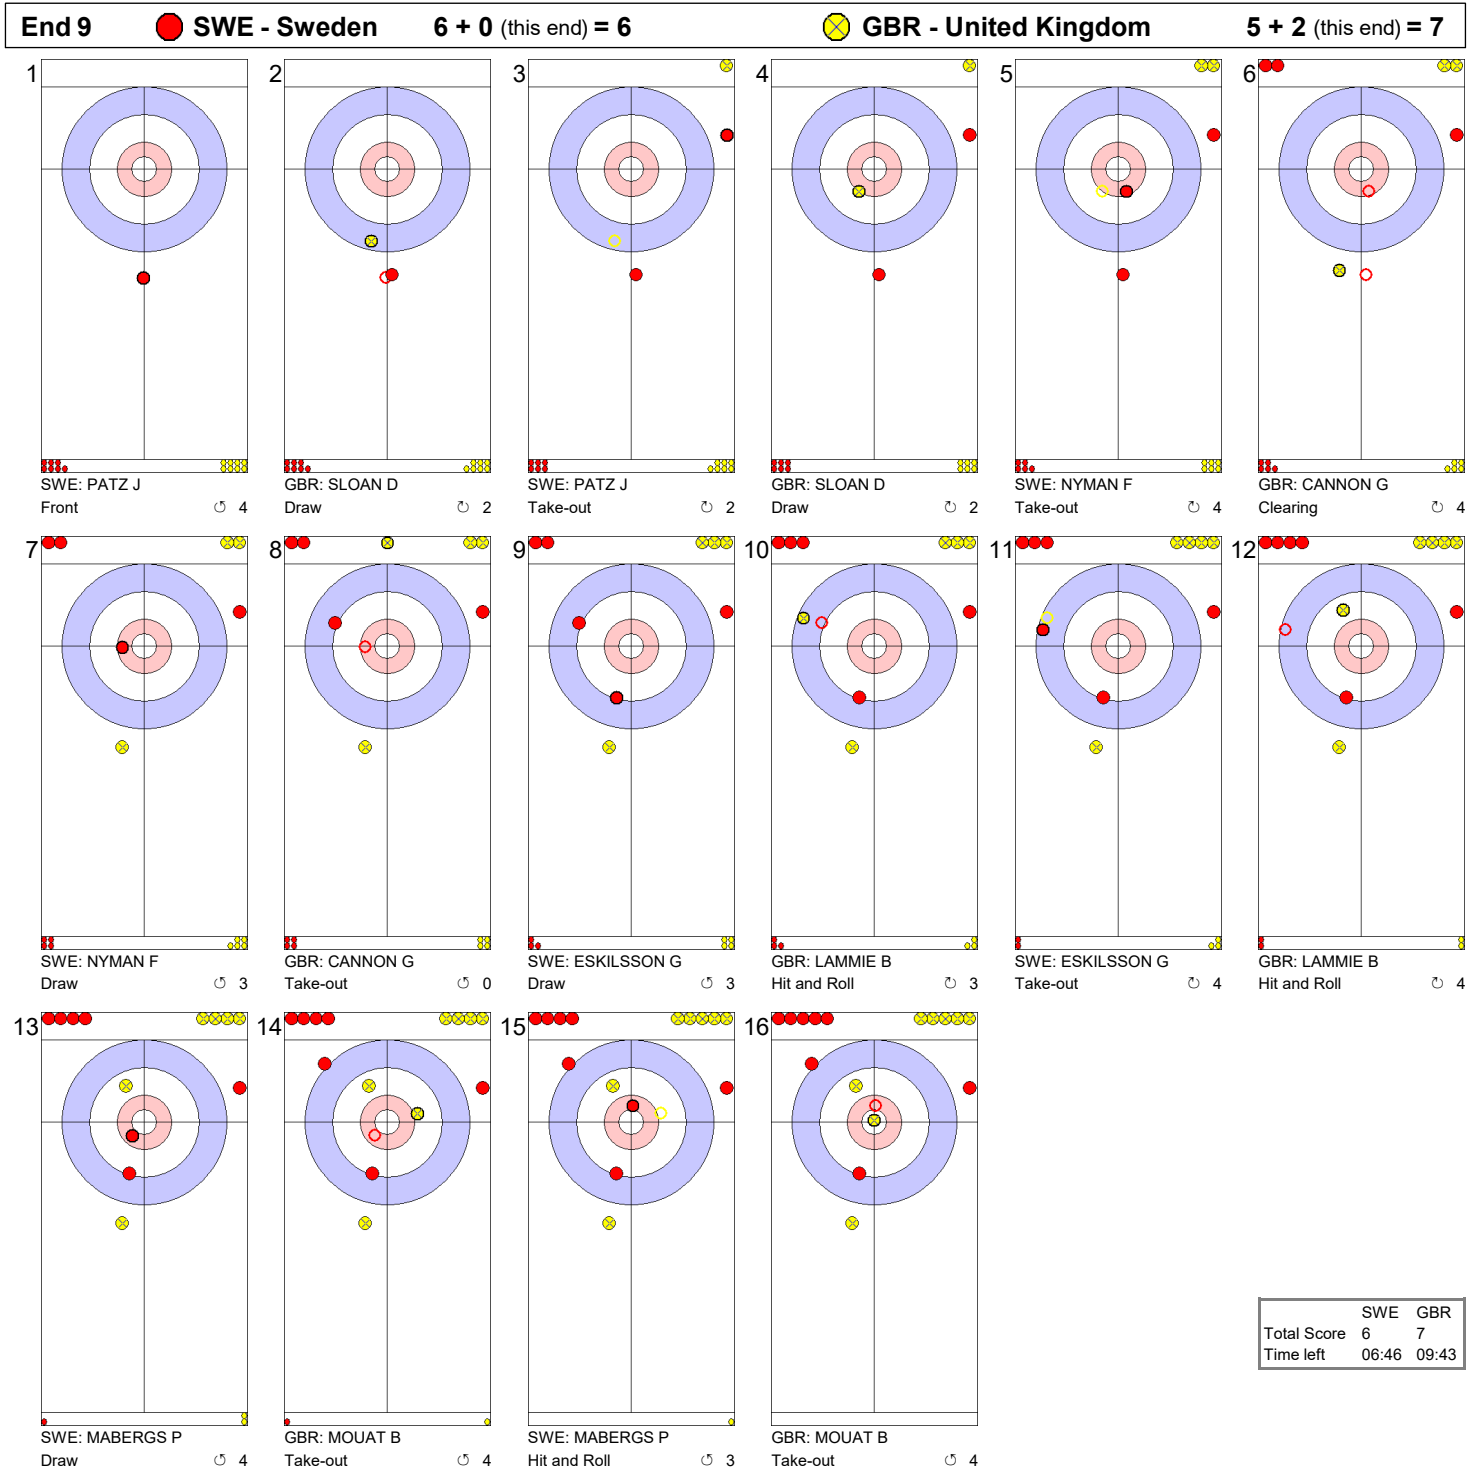 End 9 SWE - Sweden 6 + 0 (this end) = 6 GBR - United Kingdom 5 + 2 (this end) = 7
1 2 3 4 5 6
SWE: PATZ J GBR: SLOAN D SWE: PATZ J GBR: SLOAN D SWE: NYMAN F GBR: CANNON G
Front ↺ 4 Draw ↻ 2 Take-out ↻ 2 Draw ↻ 2 Take-out ↺ 4 Clearing ↻ 4
7 8 9 10 11 12
SWE: NYMAN F GBR: CANNON G SWE: ESKILSSON G GBR: LAMMIE B SWE: ESKILSSON G GBR: LAMMIE B
Draw ↺ 3 Take-out ↺ 0 Draw ↺ 3 Hit and Roll ↻ 3 Take-out ↻ 4 Hit and Roll ↻ 4
13 14 15 16
SWE GBR
Total Score 6 7
Time left 06:46 09:43
SWE: MABERGS P GBR: MOUAT B SWE: MABERGS P GBR: MOUAT B
Draw ↺ 4 Take-out ↺ 4 Hit and Roll ↺ 3 Take-out ↺ 4